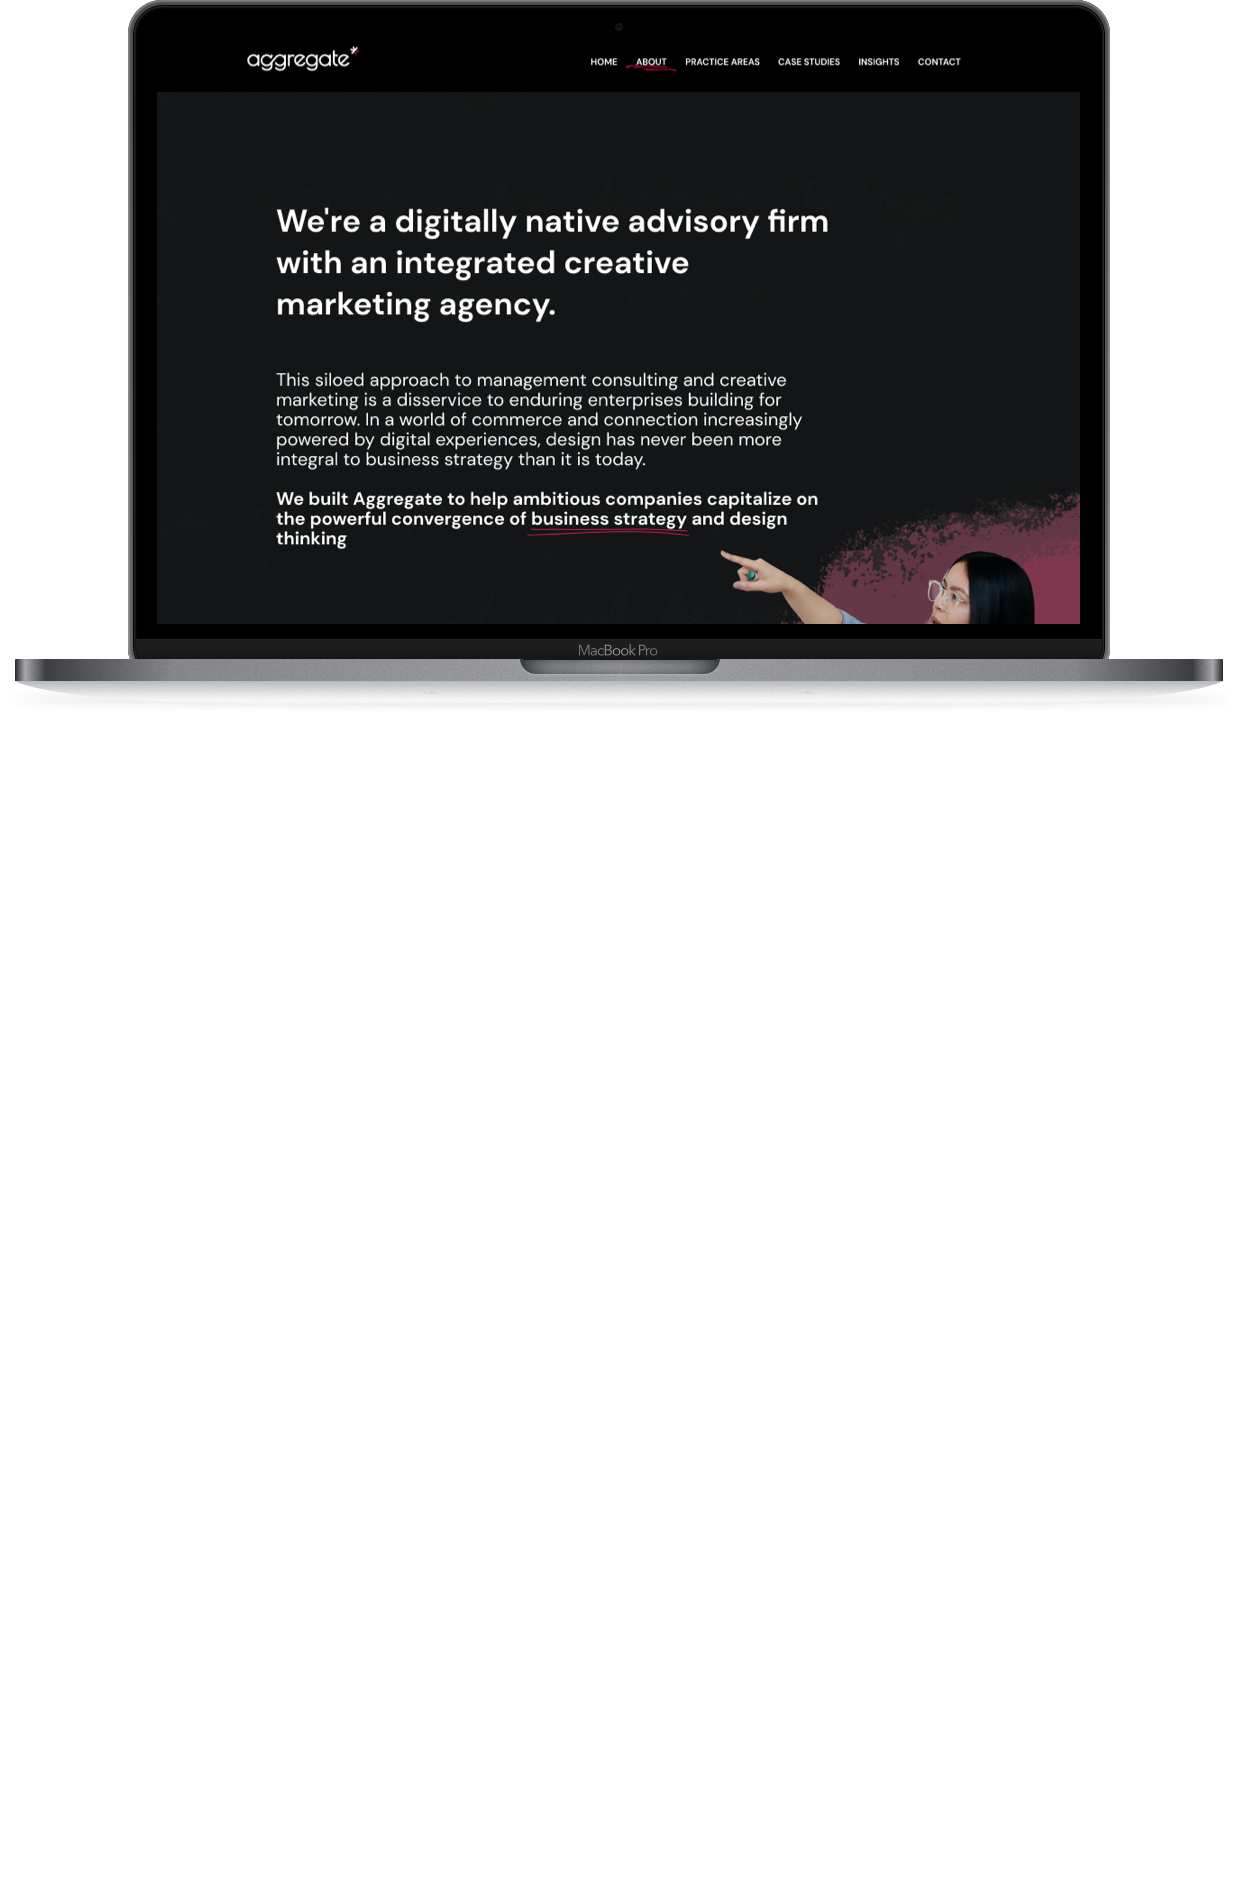 aggregate
HOME ABOUT PRACTICE AREAS CASE STUDIES INSIGHTS CONTACT
We're a digitally native advisory firm
with an integrated creative
marketing agency.
This siloed approach to management consulting and creative
marketing is a disservice to enduring enterprises building for
tomorrow. In a world of commerce and connection increasingly
powered by digital experiences, design has never been more
integral to business strategy than it is today.
We built Aggregate to help ambitious companies capitalize on
the powerful convergence of business strategy and design
thinking
MacBook Pro